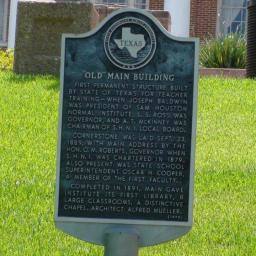 TEXAS
OLD MAIN BUILDING
FIRST PERMANENT STRUCTURE BUILT
BY STATE OF TEXAS FOR TEACHER
TRAINING—WHEN JOSEPH BALDWIN
WAS PRESIDENT OF SAM HOUSTON
NORMAL INSTITUTE, L. S. ROSS WAS
GOVERNOR, AND A. T. MCKINNEY WAS
CHAIRMAN OF S.H.N.I. LOCAL BOARD.
CORNERSTONE WAS LAID SEPT. 23,
1889, WITH MAIN ADDRESS BY THE
HON. O. M. ROBERTS, GOVERNOR WHEN
S.H.N.I. WAS CHARTERED IN 1879.
ALSO PRESENT WAS STATE SCHOOL
SUPERINTENDENT OSCAR H. COOPER,
A MEMBER OF THE FIRST FACULTY.
COMPLETED IN 1891, MAIN GAVE
INSTITUTE ITS FIRST LIBRARY, 8
LARGE CLASSROOMS, A DISTINCTIVE
CHAPEL. ARCHITECT: ALFRED MUELLER.